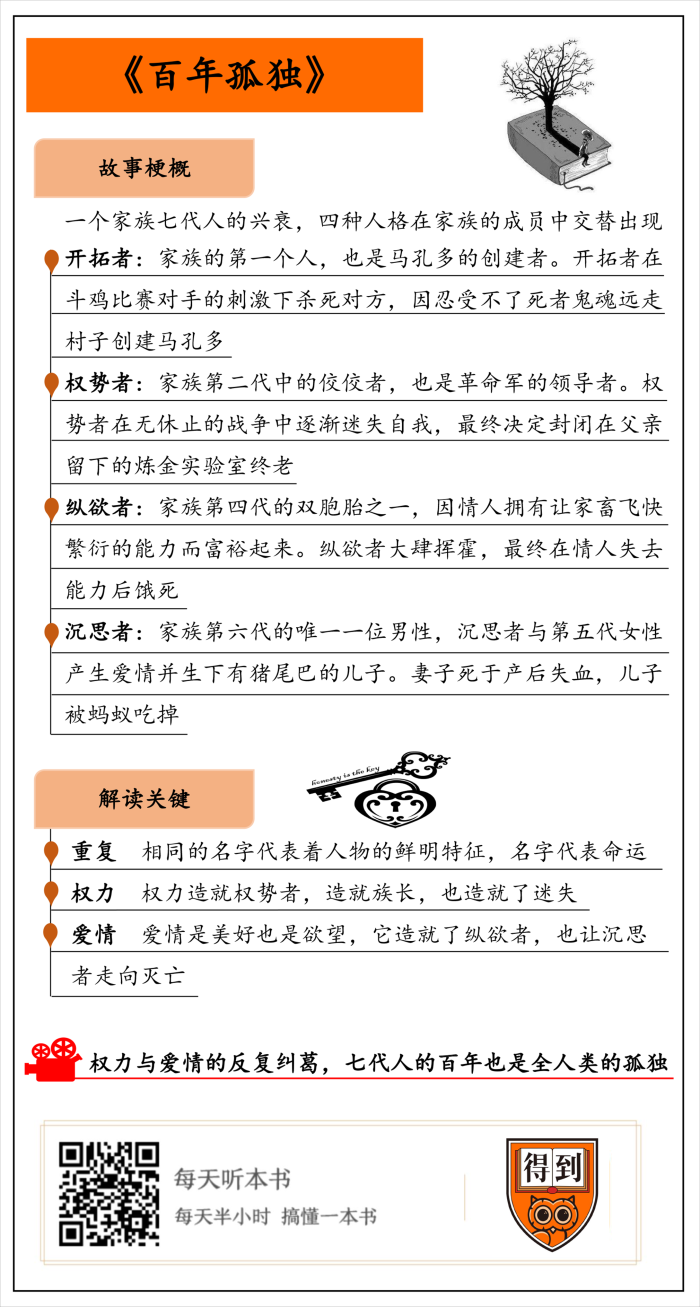 《百年孤独》
故事梗概
一个家族七代人的兴衰，四种人格在家族的成员中交替出现
开拓者：家族的第一个人，也是马孔多的创建者。开拓者在
斗鸡比赛对手的刺激下杀死对方，因忍受不了死者鬼魂远走
村子创建马孔多
权势者：家族第二代中的佼佼者，也是革命军的领导者。权
势者在无休止的战争中逐渐迷失自我，最终决定封闭在父亲
留下的炼金实验室终老
纵欲者：家族第四代的双胞胎之一，因情人拥有让家畜飞快
繁衍的能力而富裕起来。纵欲者大肆挥霍，最终在情人失去
能力后饿死
沉思者：家族第六代的唯一一位男性，沉思者与第五代女性
产生爱情并生下有猪尾巴的儿子。妻子死于产后失血，儿子
被蚂蚁吃掉
honesty is the key
解读关键
重复 相同的名字代表着人物的鲜明特征，名字代表命运
权力 权力造就权势者，造就族长，也造就了迷失
爱情 爱情是美好也是欲望，它造就了纵欲者，也让沉思
者走向灭亡
权力与爱情的反复纠葛，七代人的百年也是全人类的孤独
每天听本书
每天半小时 搞懂一本书
得到